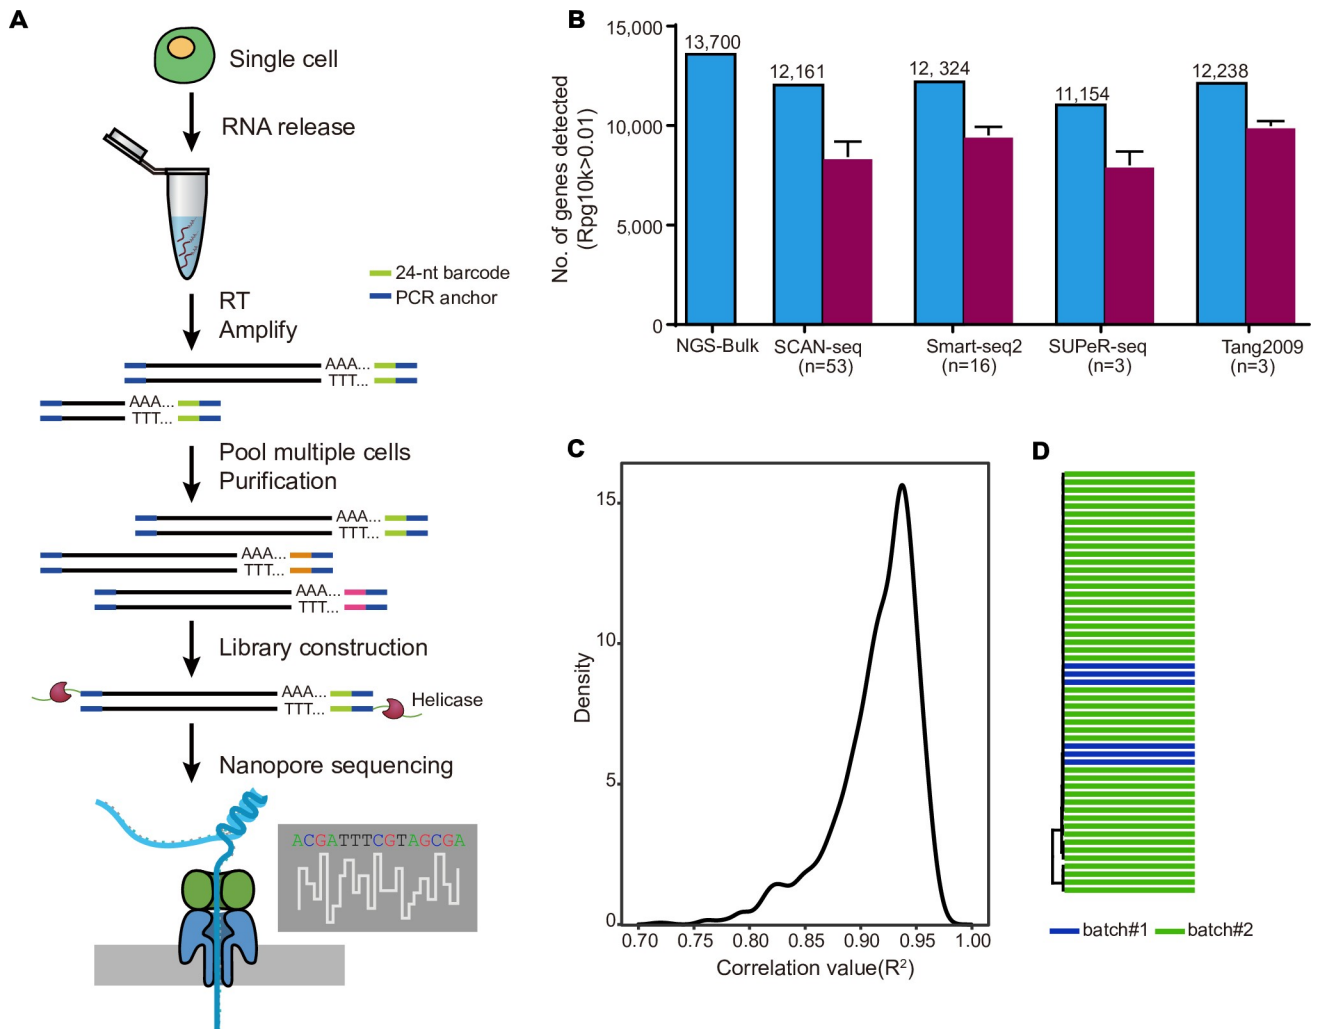 A
Single cell
RNA release
24-nt barcode
PCR anchor
RT
Amplify
AAA...
TTT...
AAA...
TTT...
Pool multiple cells
Purification
AAA...
TTT...
AAA...
TTT...
AAA...
TTT...
Library construction
AAA...
TTT...
Helicase
Nanopore sequencing
ACGATTTCGTAGCGA
B
No. of genes detected
(Rpg10k>0.01)
15,000
10,000
5,000
0
13,700
12,161
12, 324
11,154
12,238
NGS-Bulk
SCAN-seq
(n=53)
Smart-seq2
(n=16)
SUPeR-seq
(n=3)
Tang2009
(n=3)
C
Density
15
10
5
0
0.70 0.75 0.80 0.85 0.90 0.95 1.00
Correlation value(R²)
D
batch#1 batch#2